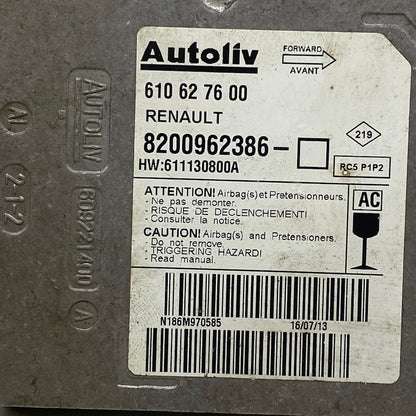 Autoliv
FORWARD
AVANT
610 62 76 00
RENAULT
8200962386-
HW:611130800A
219
RC5 P1P2
ATTENTION! Airbag(s)et Pretensionneurs.
- Ne pas demonter.
- RISQUE DE DECLENCHEMENT!
- Consulter la notice.
AC
CAUTION! Airbag(s) and Pretensioners.
- Do not remove.
- TRIGGERING HAZARD!
- Read manual.
N186M970585
16/07/13
AUTOLIV
609221400
A
2-1-2